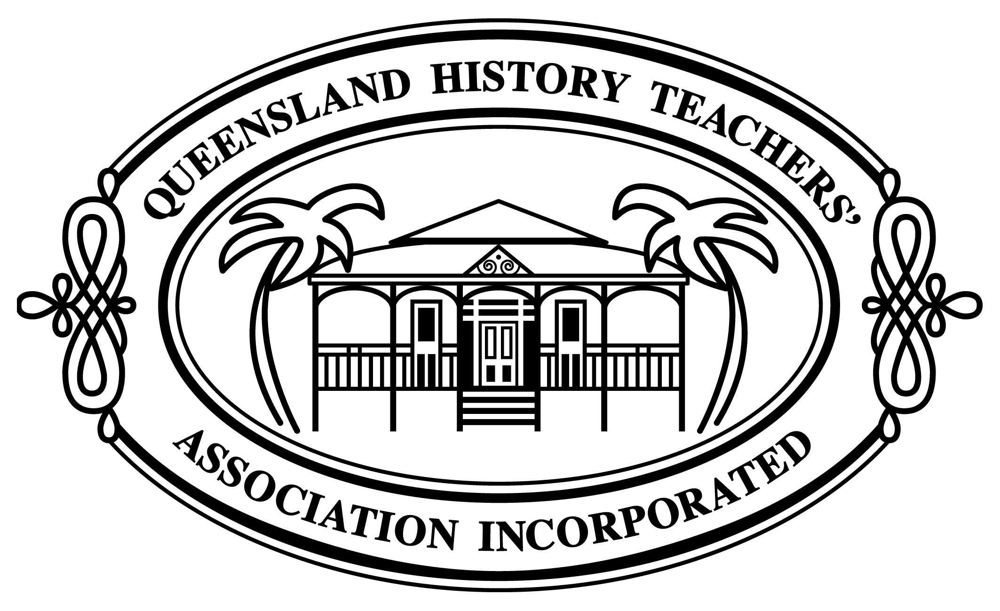 QUEENSLAND HISTORY TEACHERS’
ASSOCIATION INCORPORATED